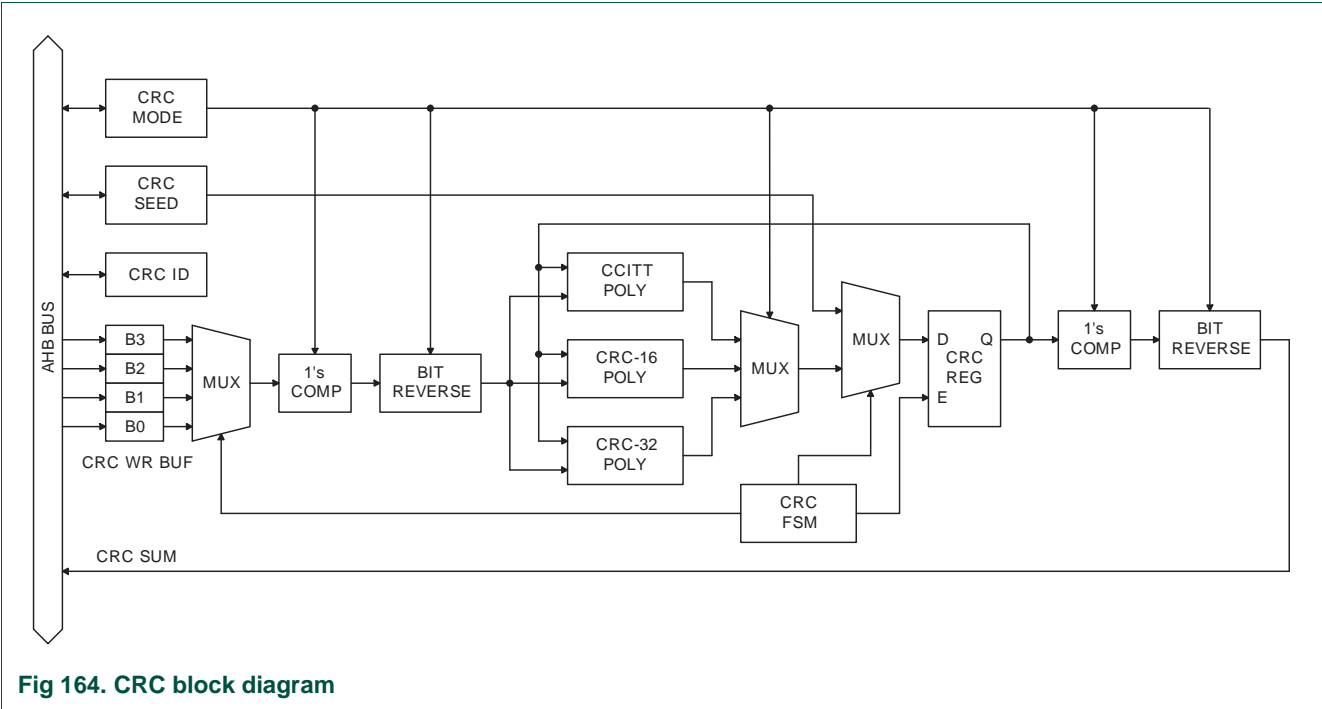 AHB BUS
CRC
MODE
CRC
SEED
CRC ID
B3
B2
B1
B0
CRC WR BUF
MUX
1's
COMP
BIT
REVERSE
CCITT
POLY
CRC-16
POLY
CRC-32
POLY
MUX
MUX
D Q
CRC
REG
E
1's
COMP
BIT
REVERSE
CRC
FSM
CRC SUM
Fig 164. CRC block diagram